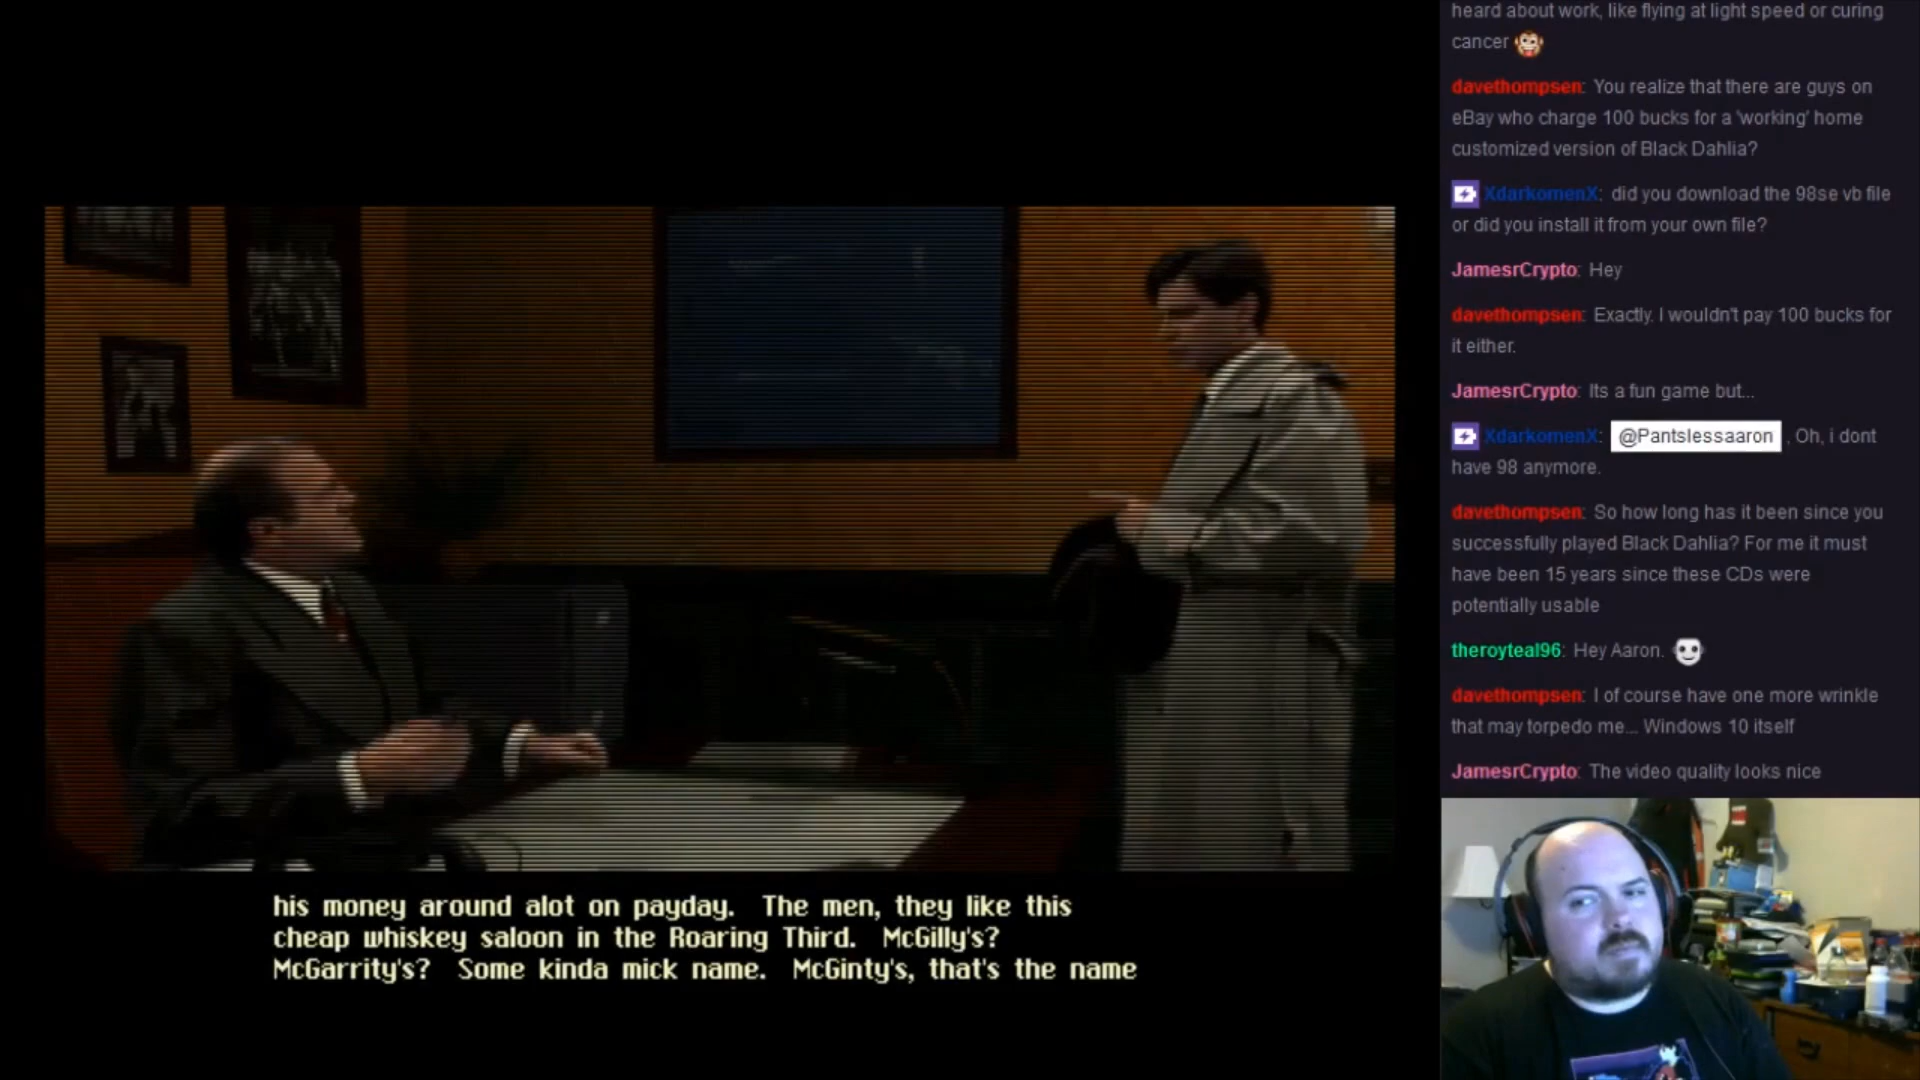 heard about work, like flying at light speed or curing
cancer
davethompsen: You realize that there are guys on
eBay who charge 100 bucks for a 'working' home
customized version of Black Dahlia?
XdarkomenX: did you download the 98se vb file
or did you install it from your own file?
JamesrCrypto: Hey
davethompsen: Exactly. I wouldn't pay 100 bucks for
it either.
JamesrCrypto: Its a fun game but...
XdarkomenX: @Pantslessaaron , Oh, i dont
have 98 anymore.
davethompsen: So how long has it been since you
successfully played Black Dahlia? For me it must
have been 15 years since these CDs were
potentially usable
theroyteal96: Hey Aaron.
davethompsen: I of course have one more wrinkle
that may torpedo me... Windows 10 itself
JamesrCrypto: The video quality looks nice
his money around alot on payday. The men, they like this
cheap whiskey saloon in the Roaring Third. McGilly's?
McGarrity's? Some kinda mick name. McGinty's, that's the name